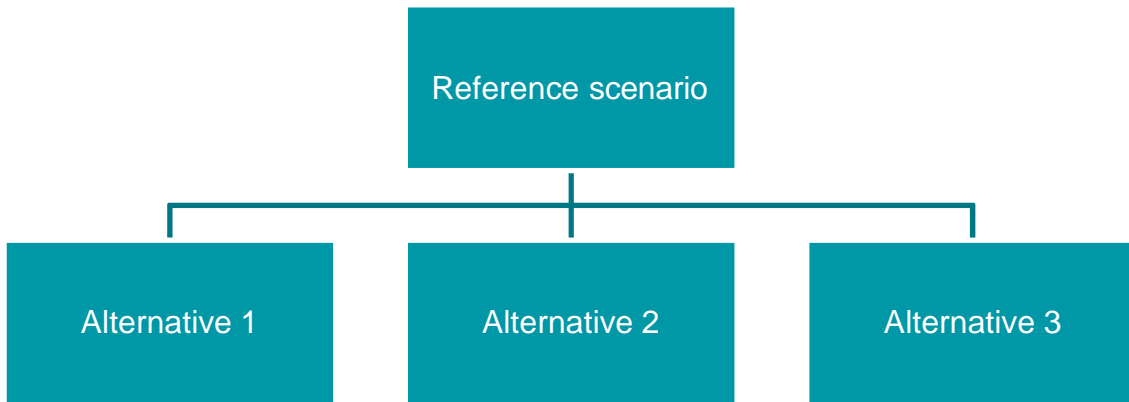 Reference scenario
Alternative 1
Alternative 2
Alternative 3